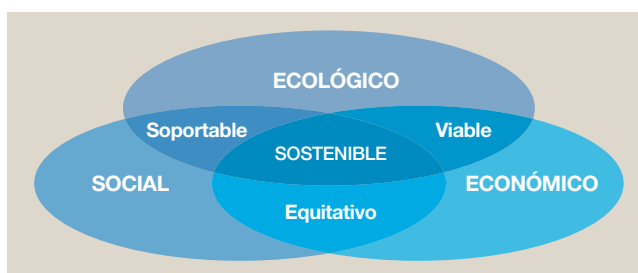 ECOLÓGICO
Soportable
Viable
SOSTENIBLE
SOCIAL
ECONÓMICO
Equitativo